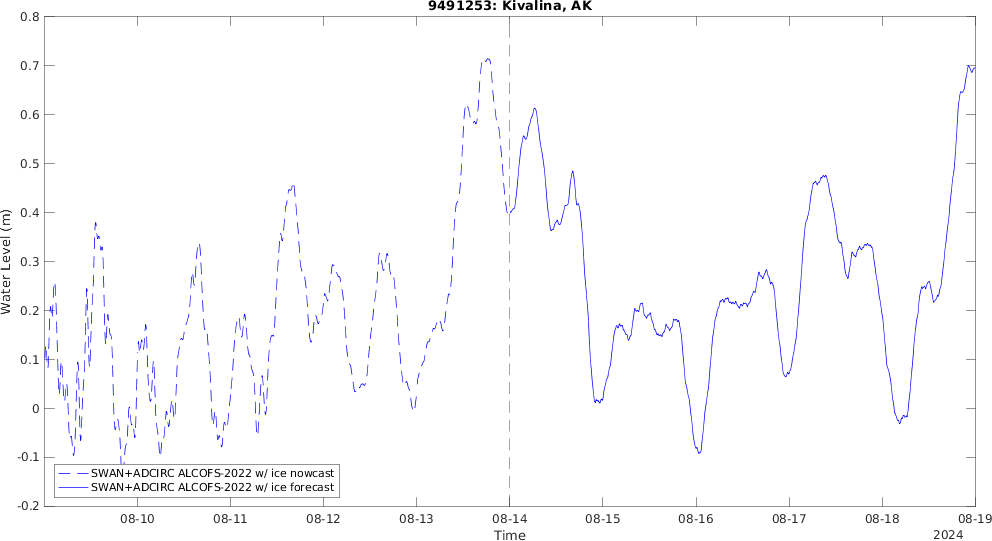 9491253: Kivalina, AK
Water Level (m)
0.8
0.7
0.6
0.5
0.4
0.3
0.2
0.1
0
-0.1
-0.2
SWAN+ADCIRC ALCOFS-2022 w/ ice nowcast
SWAN+ADCIRC ALCOFS-2022 w/ ice forecast
08-10 08-11 08-12 08-13 08-14 08-15 08-16 08-17 08-18 08-19
Time
2024